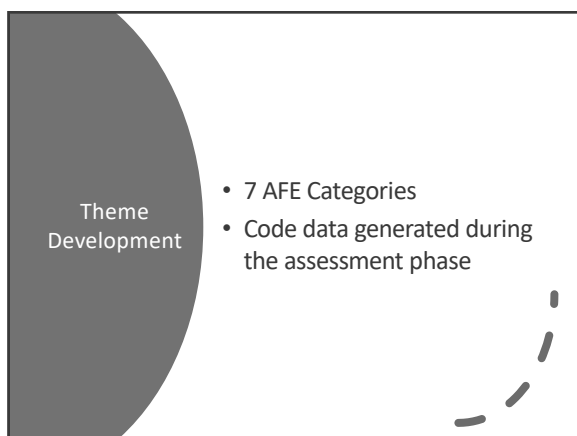 Theme
Development
• 7 AFE Categories
• Code data generated during
the assessment phase